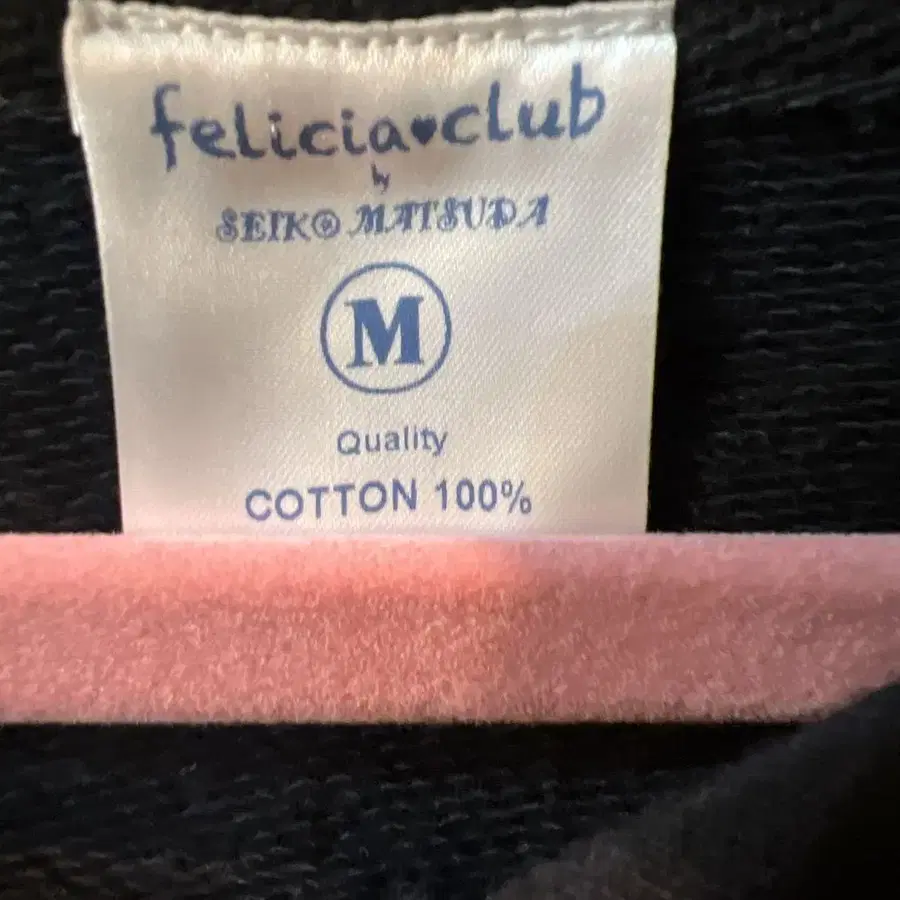 felicia♥club
by
SEIKO MATSUDA
M
Quality
COTTON 100%